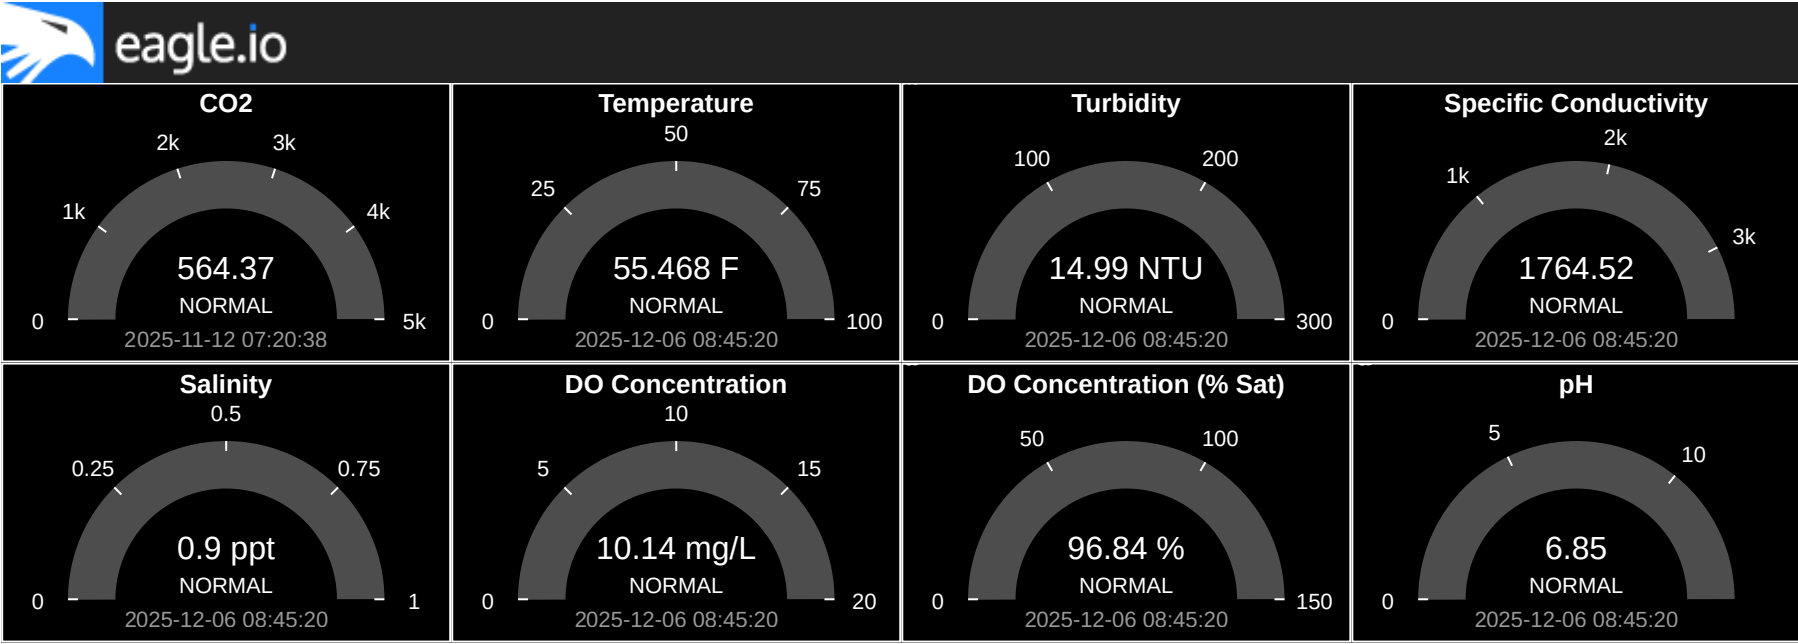 eagle.io
CO2
2k
3k
1k
4k
564.37
NORMAL
0
5k
2025-11-12 07:20:38
Temperature
50
25
75
55.468 F
NORMAL
0
100
2025-12-06 08:45:20
Turbidity
100
200
14.99 NTU
NORMAL
0
300
2025-12-06 08:45:20
Specific Conductivity
2k
1k
3k
1764.52
NORMAL
0
2025-12-06 08:45:20
Salinity
0.5
0.25
0.75
0.9 ppt
NORMAL
0
1
2025-12-06 08:45:20
DO Concentration
10
5
15
10.14 mg/L
NORMAL
0
20
2025-12-06 08:45:20
DO Concentration (% Sat)
50
100
96.84 %
NORMAL
0
150
2025-12-06 08:45:20
pH
5
10
6.85
NORMAL
0
2025-12-06 08:45:20